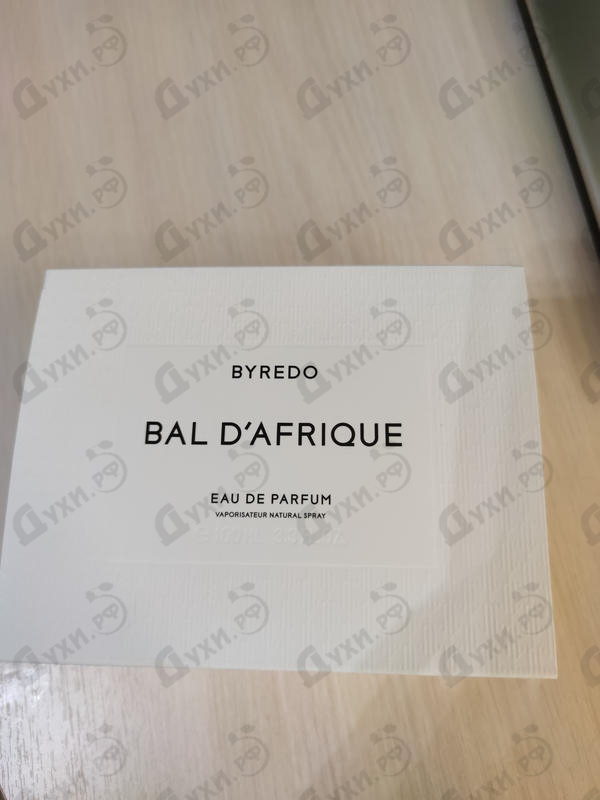 BYREDO
BAL D'AFRIQUE
EAU DE PARFUM
VAPORISATEUR NATURAL SPRAY
Духи.рф